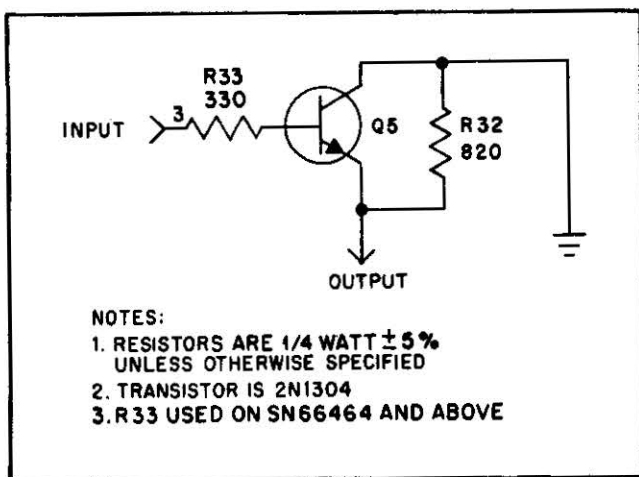 R33
330
3
INPUT
Q5
R32
820
OUTPUT
NOTES:
1. RESISTORS ARE 1/4 WATT ±5%
UNLESS OTHERWISE SPECIFIED
2. TRANSISTOR IS 2N1304
3. R33 USED ON SN66464 AND ABOVE